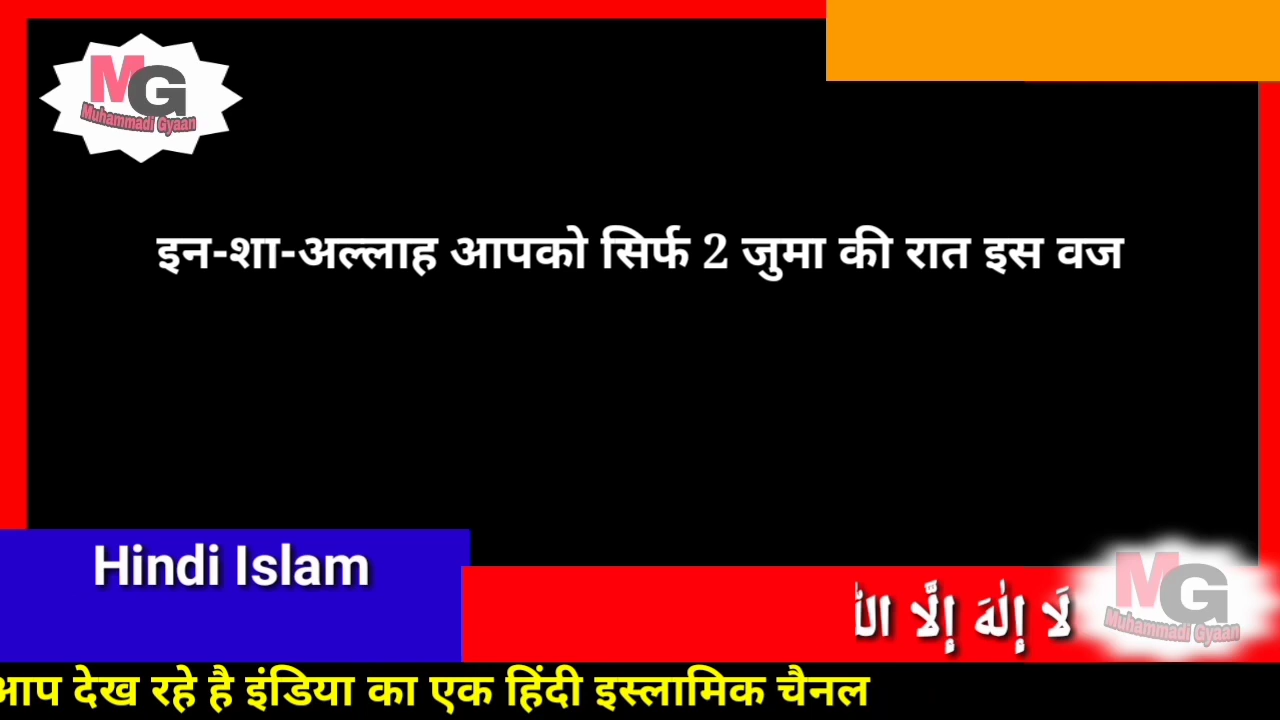 MG
Muhammadi Gyaan
इन-शा-अल्लाह आपको सिर्फ 2 जुमा की रात इस वज
Hindi Islam
لَا إِلٰهَ إِلَّا الل
MG
Muhammadi Gyaan
आप देख रहे है इंडिया का एक हिंदी इस्लामिक चैनल